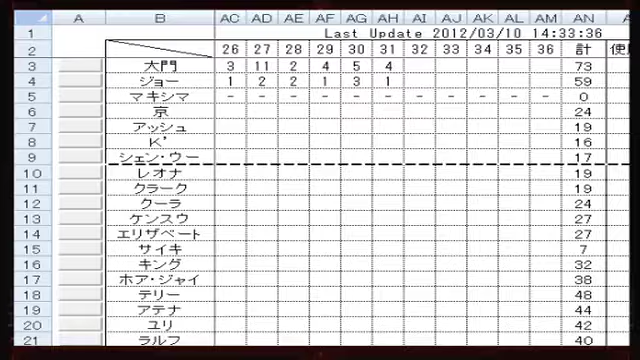 A B AC AD AE AF AG AH AI AJ AK AL AM AN
1 Last Update 2012/03/10 14:33:36
2 26 27 28 29 30 31 32 33 34 35 36 計
3 大門 3 11 2 4 5 4 73
4 ジョー 1 2 2 1 3 1 59
5 マキシマ - - - - - - - - - - - 0
6 京 24
7 アッシュ 19
8 K' 16
9 シェン・ウー 17
10 レオナ 19
11 クラーク 19
12 クーラ 24
13 ケンスウ 27
14 エリザベート 27
15 サイキ 7
16 キング 32
17 ホア・ジャイ 38
18 テリー 48
19 アテナ 44
20 ユリ 42
21 ラルフ 40